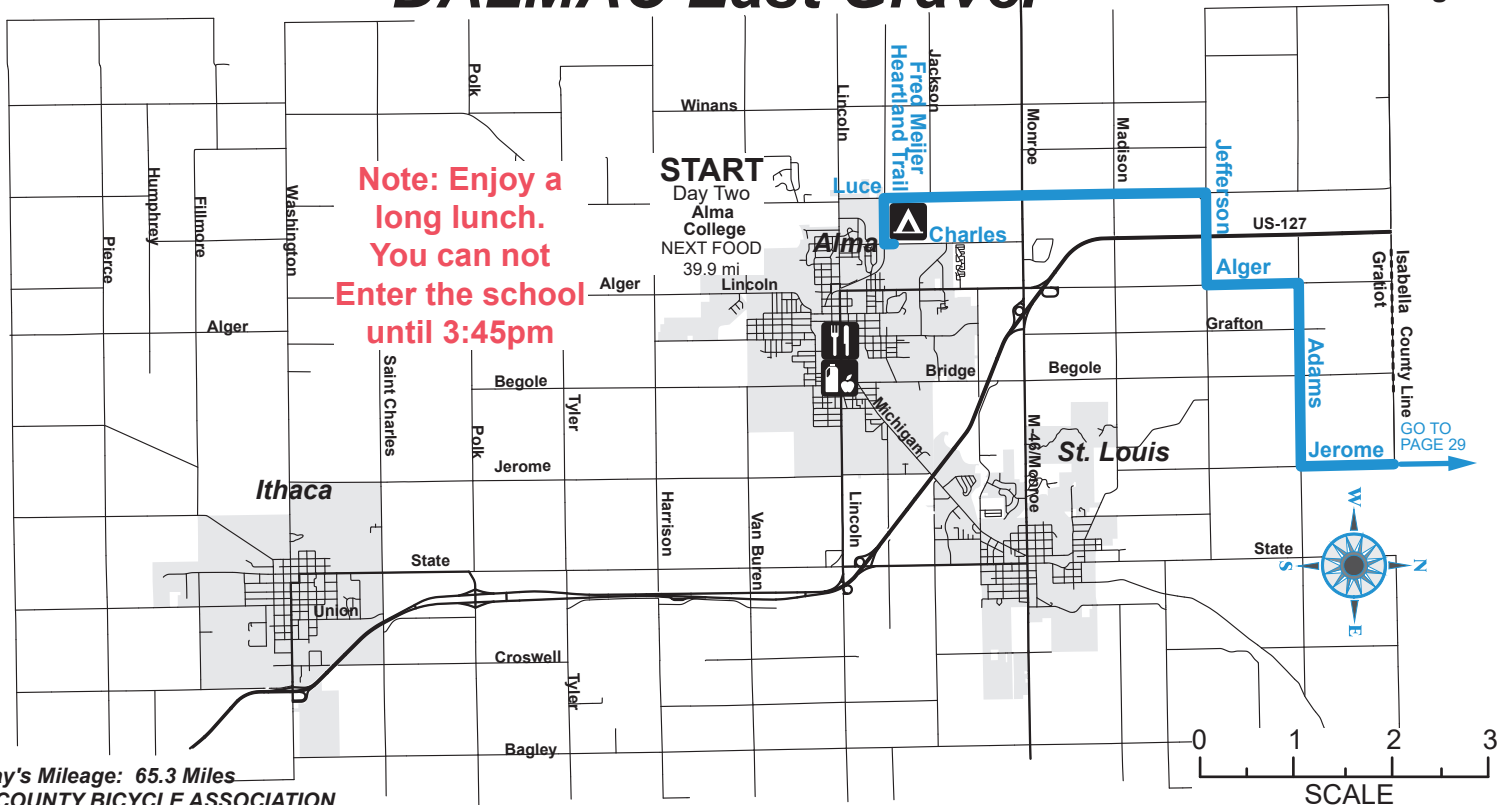 DALMAC East Gravel
Note: Enjoy a
long lunch.
You can not
Enter the school
until 3:45pm
START
Day Two
Alma
College
NEXT FOOD
39.9 mi
Polk
Winans
Lincoln
Fred Meijer
Heartland Trail
Jackson
Monroe
Madison
Jefferson
Humphrey
Fillmore
Washington
Pierce
Luce
Alma
Charles
US-127
Alger
Isabella County Line
Gratiot
Alger
Lincoln
Alger
Grafton
Saint Charles
Begole
Tyler
Bridge
Begole
Adams
Michigan
Polk
Jerome
M-46/Monroe
St. Louis
Jerome
GO TO
PAGE 29
Ithaca
Harrison
Van Buren
Lincoln
State
State
Union
W
S
N
E
Croswell
Tyler
Bagley
0 1 2 3
SCALE
y's Mileage: 65.3 Miles
COUNTY BICYCLE ASSOCIATION